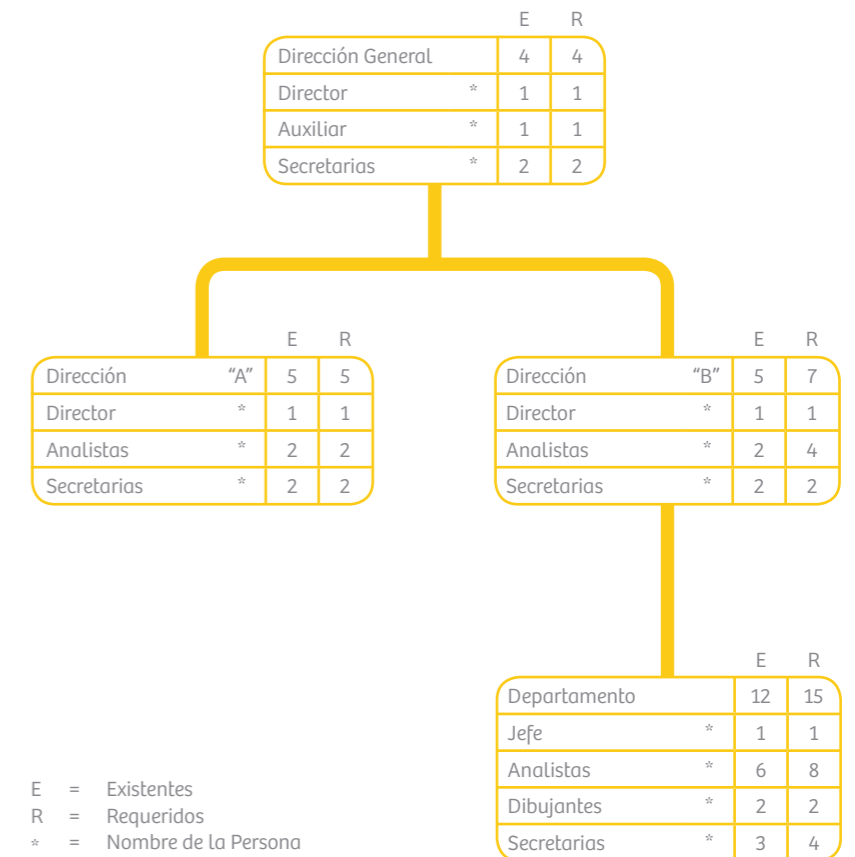 E R
Dirección General 4 4
Director * 1 1
Auxiliar * 1 1
Secretarias * 2 2
E R
Dirección "A" 5 5
Director * 1 1
Analistas * 2 2
Secretarias * 2 2
E R
Dirección "B" 5 7
Director * 1 1
Analistas * 2 4
Secretarias * 2 2
E R
Departamento 12 15
Jefe * 1 1
Analistas * 6 8
Dibujantes * 2 2
Secretarias * 3 4
E = Existentes
R = Requeridos
* = Nombre de la Persona